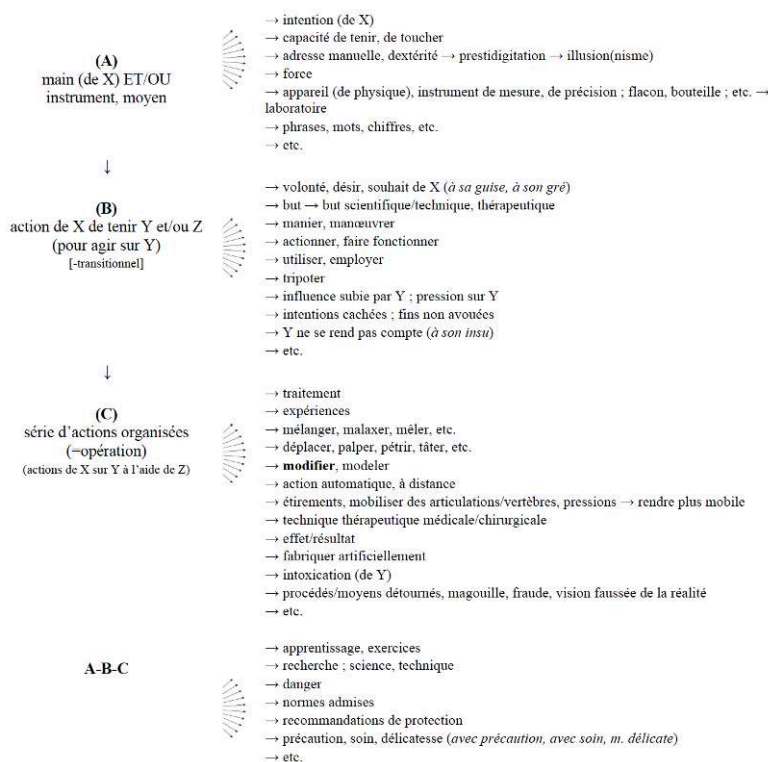 → intention (de X)
→ capacité de tenir, de toucher
→ adresse manuelle, dextérité → prestidigitation → illusion(nisme)
(A)
→ force
main (de X) ET/OU
→ appareil (de physique), instrument de mesure, de précision ; flacon, bouteille ; etc. →
instrument, moyen
laboratoire
→ phrases, mots, chiffres, etc.
→ etc.
↓
→ volonté, désir, souhait de X (à sa guise, à son gré)
(B)
→ but → but scientifique/technique, thérapeutique
action de X de tenir Y et/ou Z
→ manier, manœuvrer
(pour agir sur Y)
→ actionner, faire fonctionner
[-transitionnel]
→ utiliser, employer
→ tripoter
→ influence subie par Y ; pression sur Y
→ intentions cachées ; fins non avouées
→ Y ne se rend pas compte (à son insu)
→ etc.
↓
→ traitement
(C)
→ expériences
série d’actions organisées
→ mélanger, malaxer, mêler, etc.
(=opération)
→ déplacer, palper, pétrir, tâter, etc.
(actions de X sur Y à l’aide de Z)
→ modifier, modeler
→ action automatique, à distance
→ étirements, mobiliser des articulations/vertèbres, pressions → rendre plus mobile
→ technique thérapeutique médicale/chirurgicale
→ effet/résultat
→ fabriquer artificiellement
→ intoxication (de Y)
→ procédés/moyens détournés, magouille, fraude, vision faussée de la réalité
→ etc.
A-B-C
→ apprentissage, exercices
→ recherche ; science, technique
→ danger
→ normes admises
→ recommandations de protection
→ précaution, soin, délicatesse (avec précaution, avec soin, m. délicate)
→ etc.